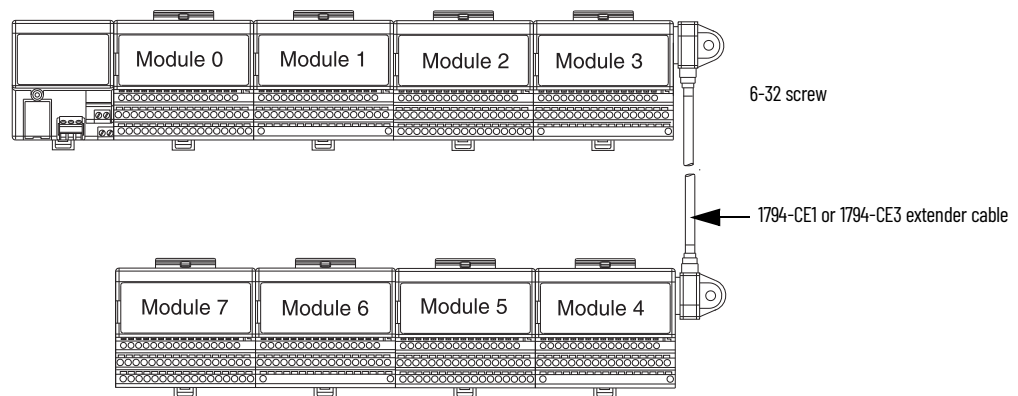 Module 0
Module 1
Module 2
Module 3
6-32 screw
1794-CE1 or 1794-CE3 extender cable
Module 7
Module 6
Module 5
Module 4